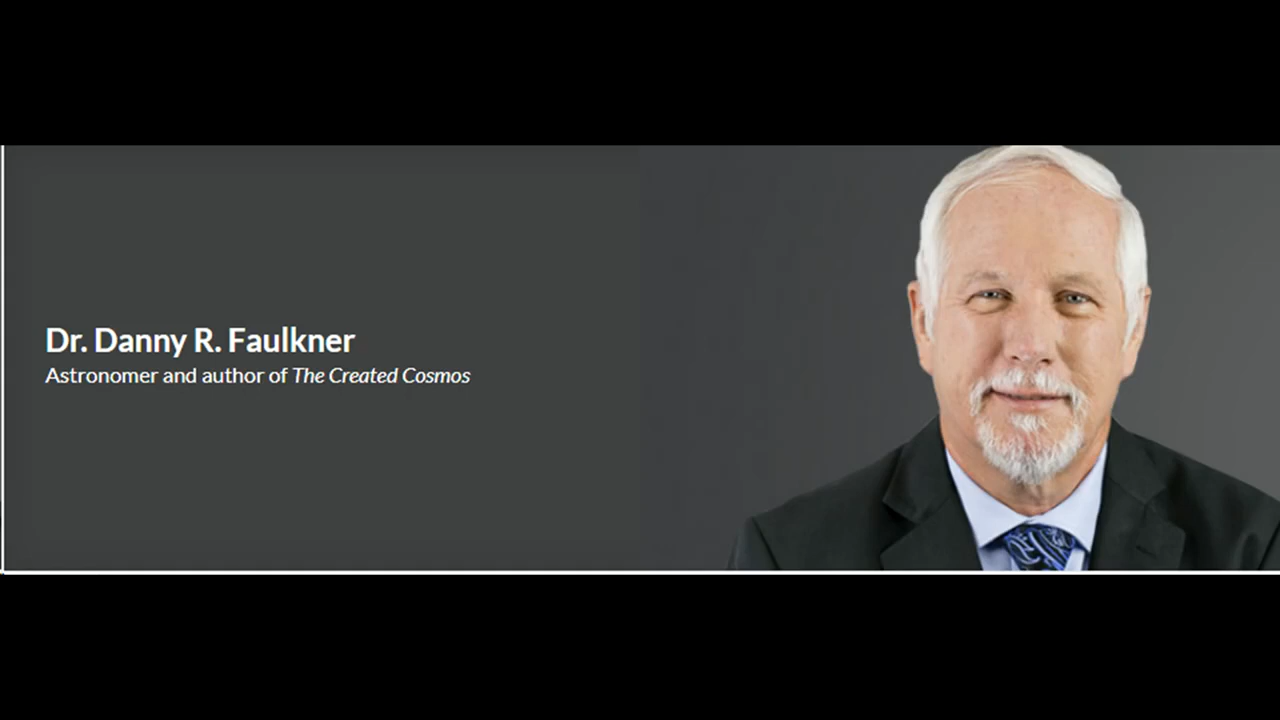 Dr. Danny R. Faulkner
Astronomer and author of The Created Cosmos